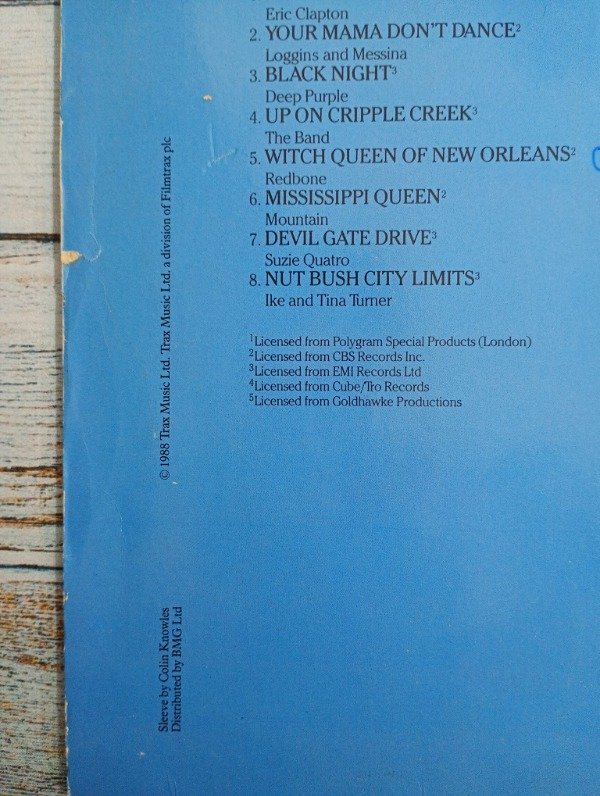 Eric Clapton
2. YOUR MAMA DON'T DANCE²
Loggins and Messina
3. BLACK NIGHT³
Deep Purple
4. UP ON CRIPPLE CREEK³
The Band
5. WITCH QUEEN OF NEW ORLEANS²
Redbone
6. MISSISSIPPI QUEEN²
Mountain
7. DEVIL GATE DRIVE³
Suzie Quatro
8. NUT BUSH CITY LIMITS³
Ike and Tina Turner
¹Licensed from Polygram Special Products (London)
²Licensed from CBS Records Inc.
³Licensed from EMI Records Ltd
⁴Licensed from Cube/Tro Records
⁵Licensed from Goldhawke Productions
© 1988 Trax Music Ltd. Trax Music Ltd. a division of Filmtrax plc
Sleeve by Colin Knowles
Distributed by BMG Ltd